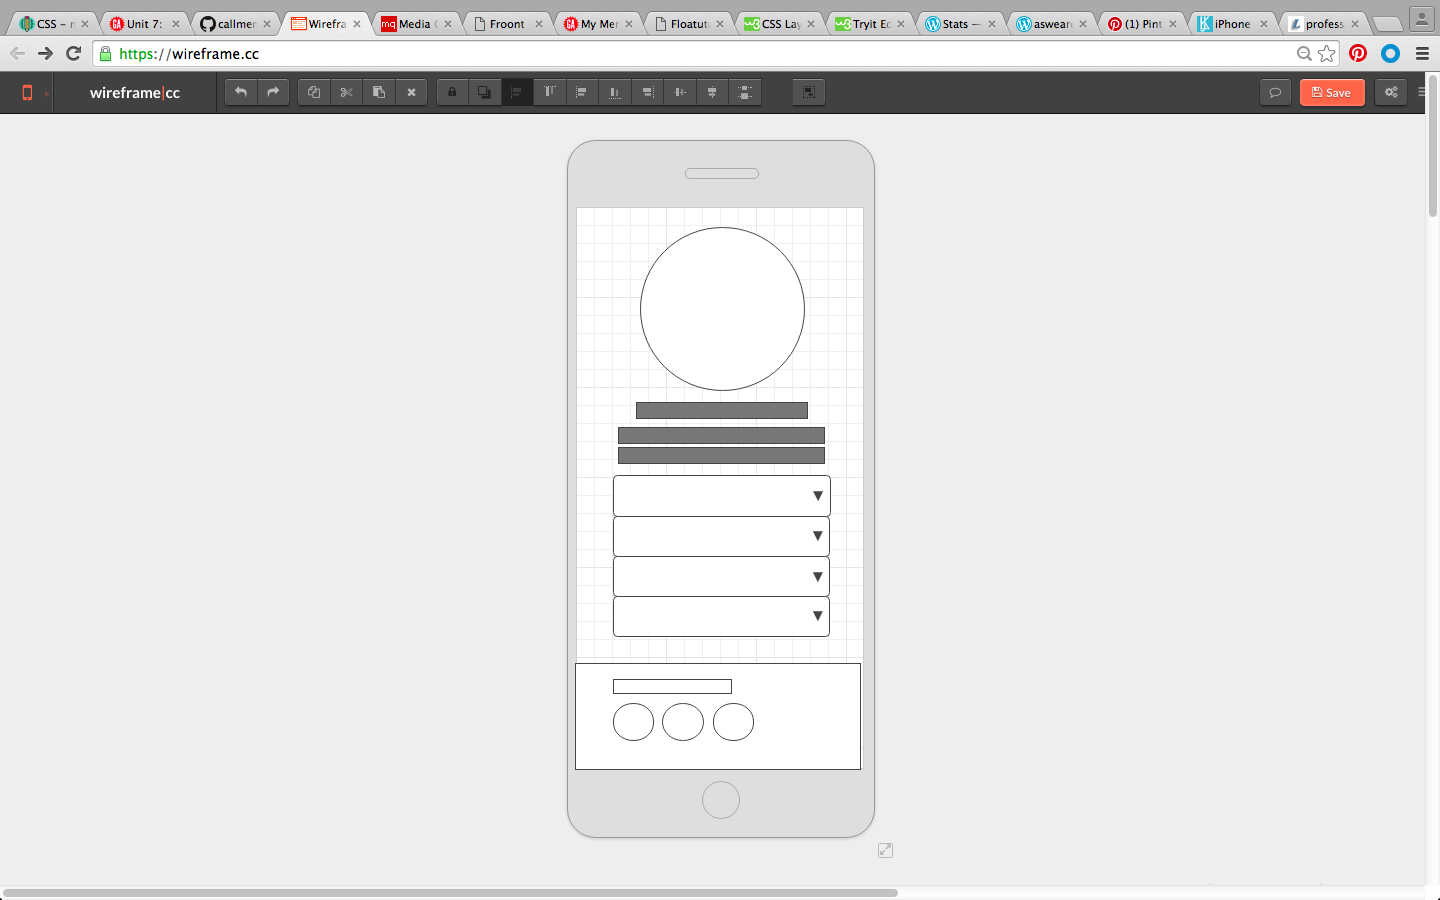 CSS – n
Unit 7:
callmer
Wirefra
Media (
Froont
My Mer
Floatut
CSS Lay
Tryit Ec
Stats —
aswear
(1) Pint
iPhone
profess
https://wireframe.cc
wireframe|cc
Save